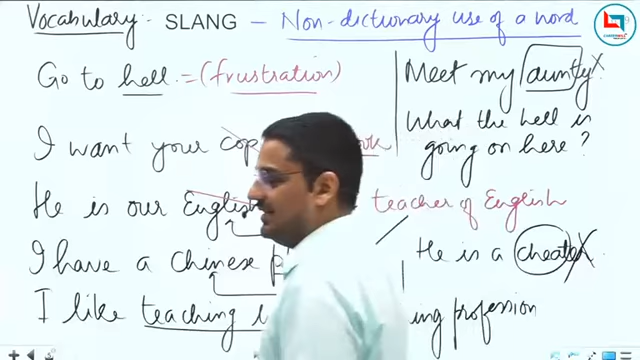 Vocabulary - SLANG - Non-dictionary use of a word
Go to hell = (frustration)
I want your cop
He is our English teacher of English
I have a chinese p
I like teaching ing profession
Meet my aunty
What the hell is
going on here?
He is a cheater